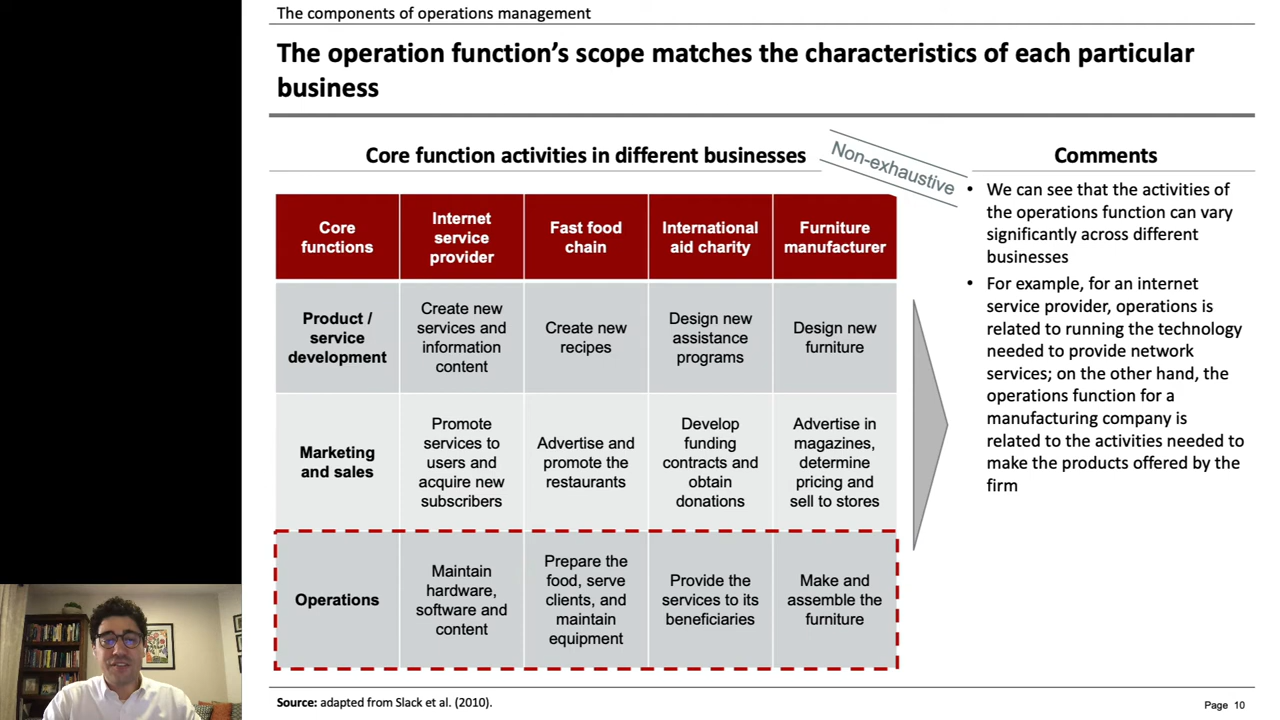 The components of operations management
The operation function's scope matches the characteristics of each particular
business
Core function activities in different businesses
Non-exhaustive
Core
functions
Internet
service
provider
Fast food
chain
International
aid charity
Furniture
manufacturer
Product /
service
development
Create new
services and
information
content
Create new
recipes
Design new
assistance
programs
Design new
furniture
Marketing
and sales
Promote
services to
users and
acquire new
subscribers
Advertise and
promote the
restaurants
Develop
funding
contracts and
obtain
donations
Advertise in
magazines,
determine
pricing and
sell to stores
Operations
Maintain
hardware,
software and
content
Prepare the
food, serve
clients, and
maintain
equipment
Provide the
services to its
beneficiaries
Make and
assemble the
furniture
Comments
• We can see that the activities of
the operations function can vary
significantly across different
businesses
• For example, for an internet
service provider, operations is
related to running the technology
needed to provide network
services; on the other hand, the
operations function for a
manufacturing company is
related to the activities needed to
make the products offered by the
firm
Source: adapted from Slack et al. (2010).
Page 10